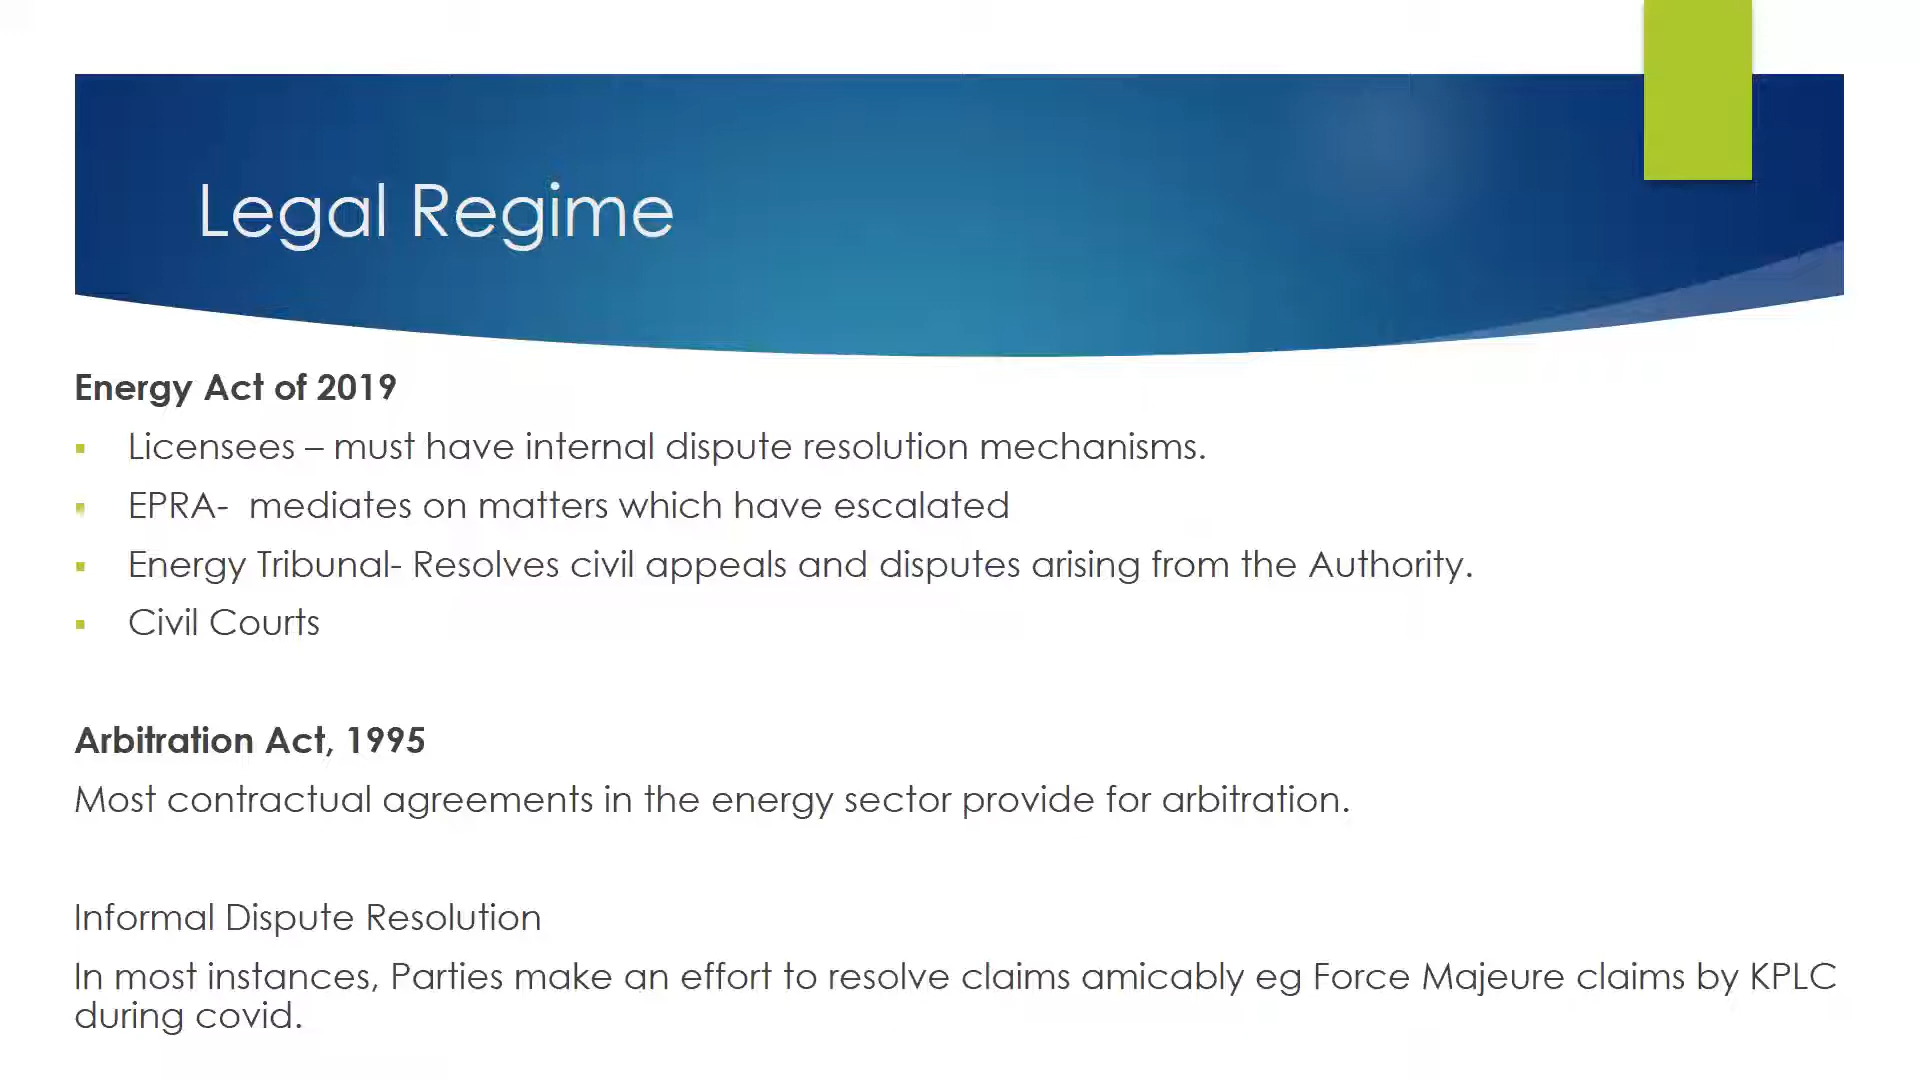 Legal Regime
Energy Act of 2019
▪ Licensees – must have internal dispute resolution mechanisms.
▪ EPRA-  mediates on matters which have escalated
▪ Energy Tribunal- Resolves civil appeals and disputes arising from the Authority.
▪ Civil Courts
Arbitration Act, 1995
Most contractual agreements in the energy sector provide for arbitration.
Informal Dispute Resolution
In most instances, Parties make an effort to resolve claims amicably eg Force Majeure claims by KPLC
during covid.